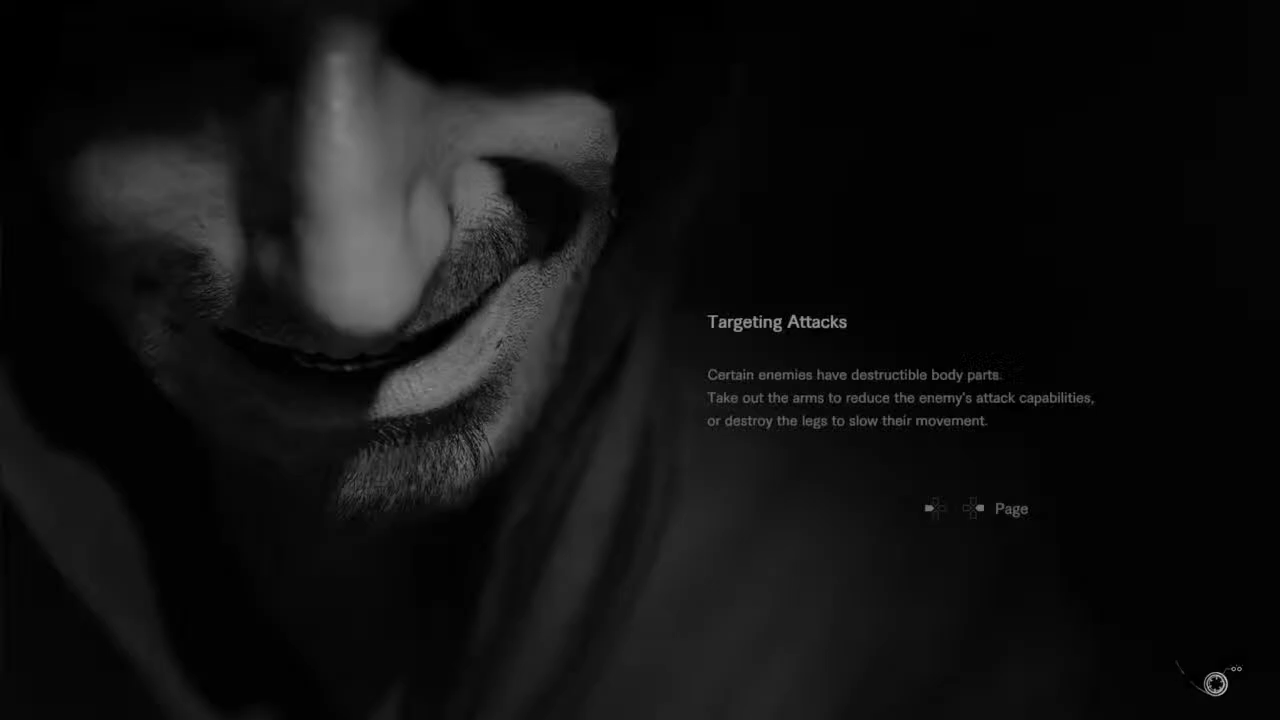 Targeting Attacks
Certain enemies have destructible body parts.
Take out the arms to reduce the enemy's attack capabilities,
or destroy the legs to slow their movement.
Page